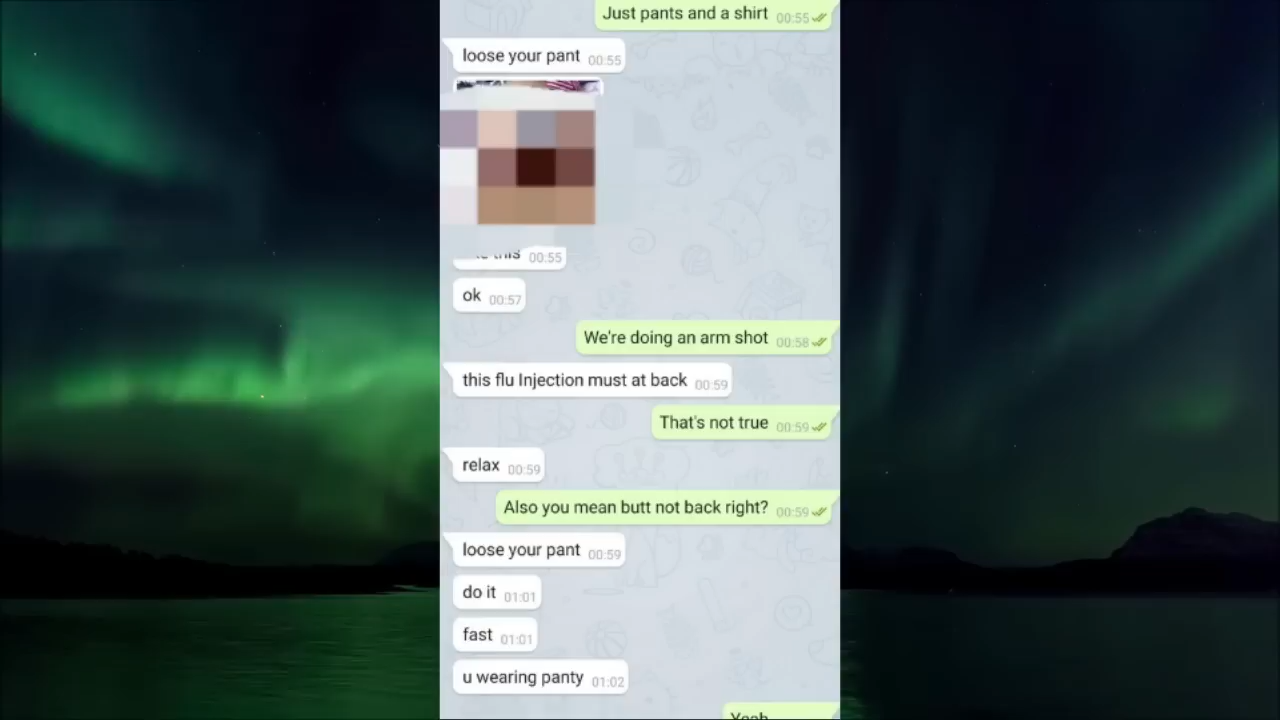 Just pants and a shirt 00:55
loose your pant 00:55
this 00:55
ok 00:57
We're doing an arm shot 00:58
this flu Injection must at back 00:59
That's not true 00:59
relax 00:59
Also you mean butt not back right? 00:59
loose your pant 00:59
do it 01:01
fast 01:01
u wearing panty 01:02
Yeah